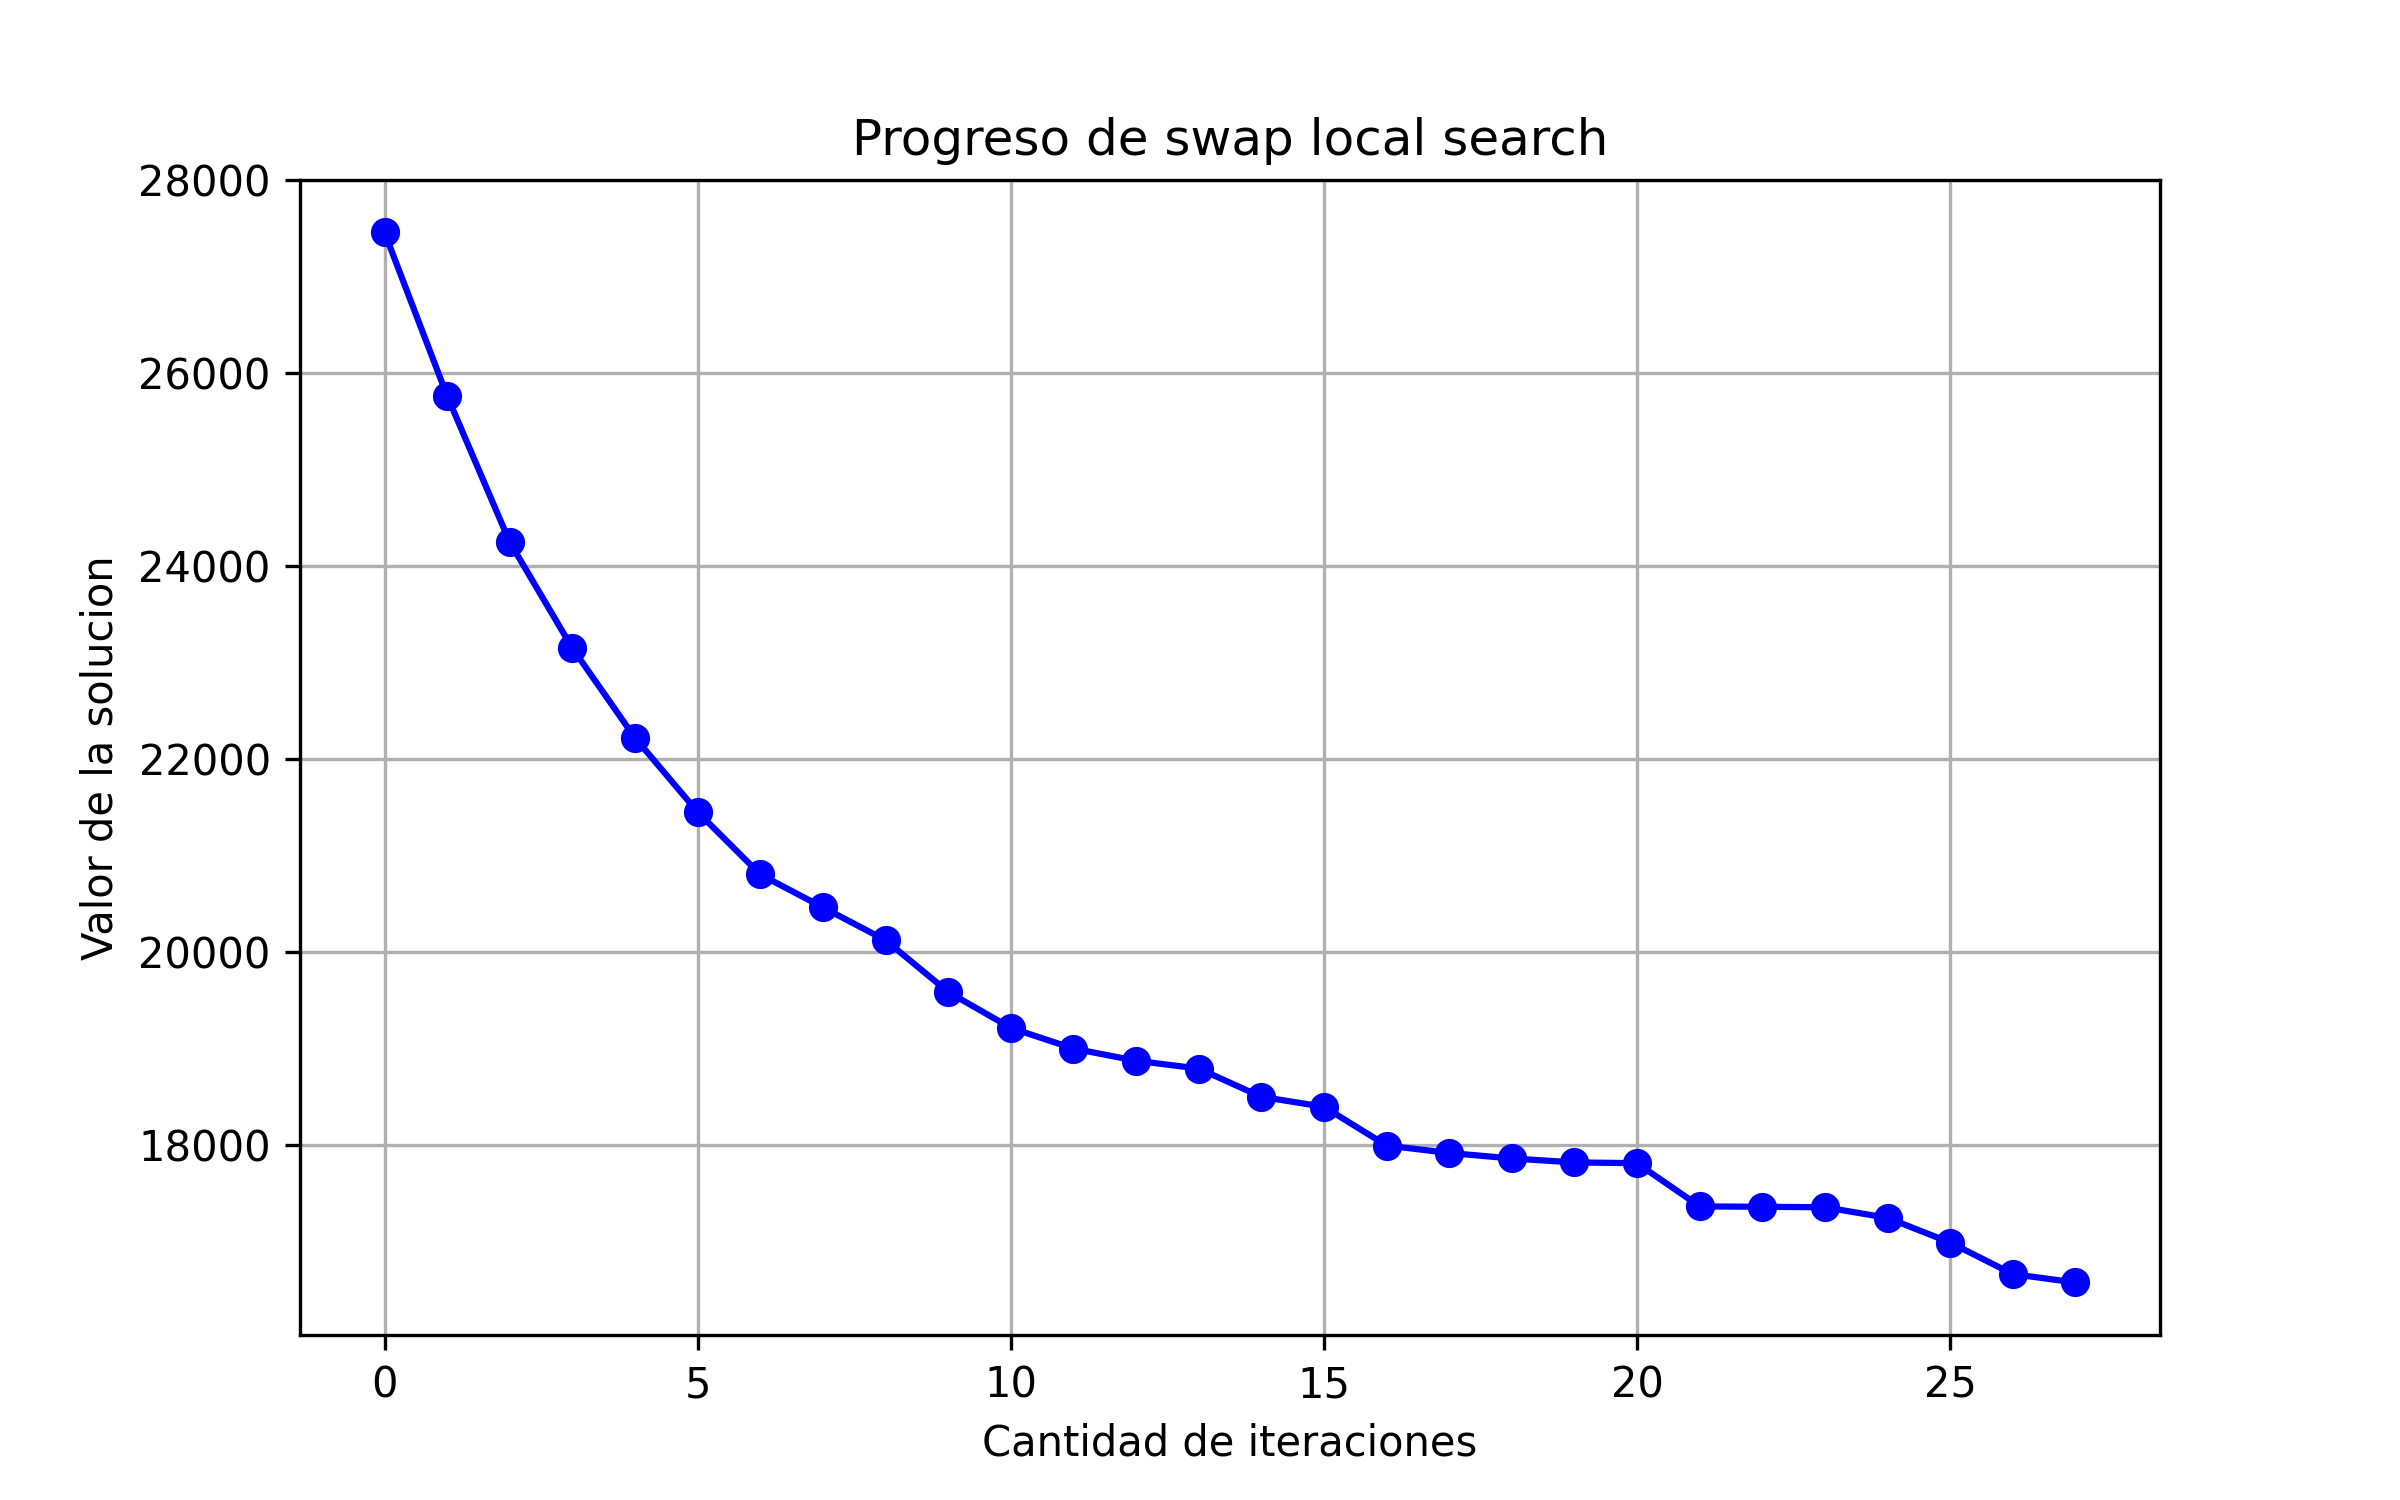 Progreso de swap local search
28000
26000
24000
22000
20000
18000
Valor de la solucion
0 5 10 15 20 25
Cantidad de iteraciones